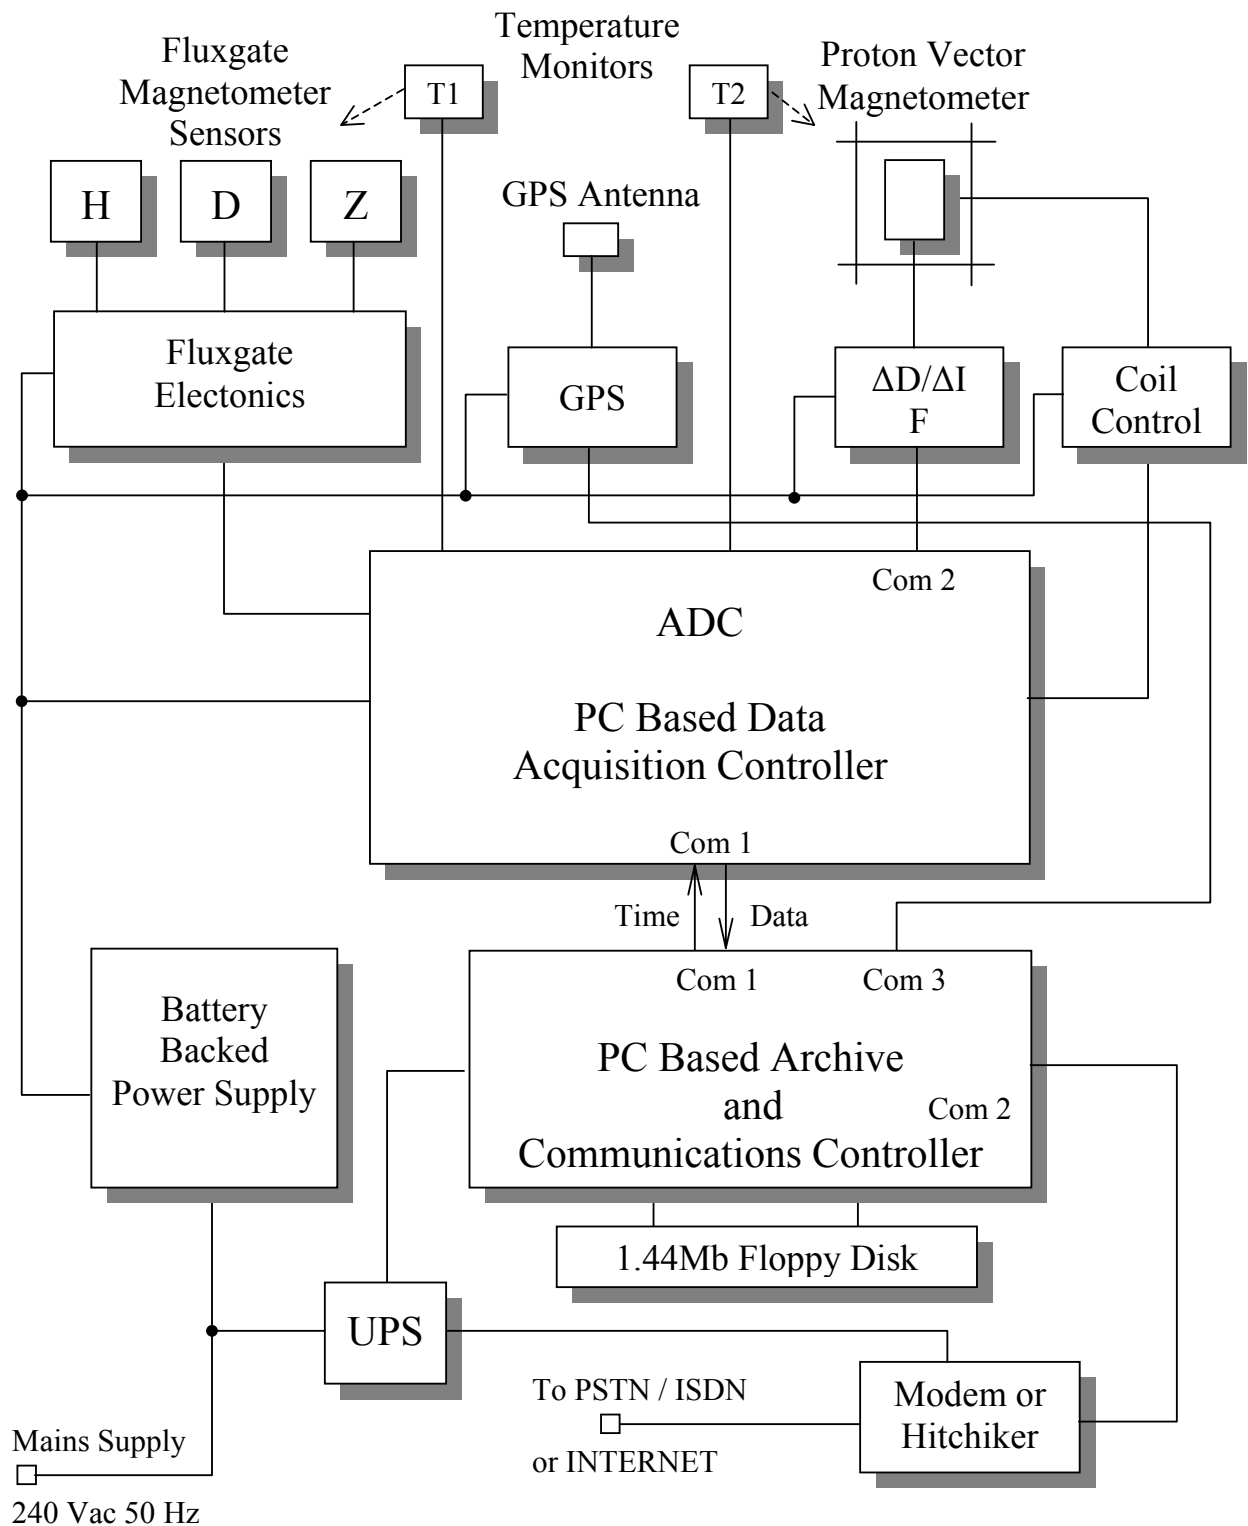 Temperature
Monitors
Fluxgate
Magnetometer
Sensors
T1
T2
Proton Vector
Magnetometer
H
D
Z
GPS Antenna
Fluxgate
Electonics
GPS
ΔD/ΔI
F
Coil
Control
Com 2
ADC
PC Based Data
Acquisition Controller
Com 1
Time
Data
Com 1
Com 3
Battery
Backed
Power Supply
PC Based Archive
and
Com 2
Communications Controller
1.44Mb Floppy Disk
UPS
To PSTN / ISDN
or INTERNET
Modem or
Hitchiker
Mains Supply
240 Vac 50 Hz